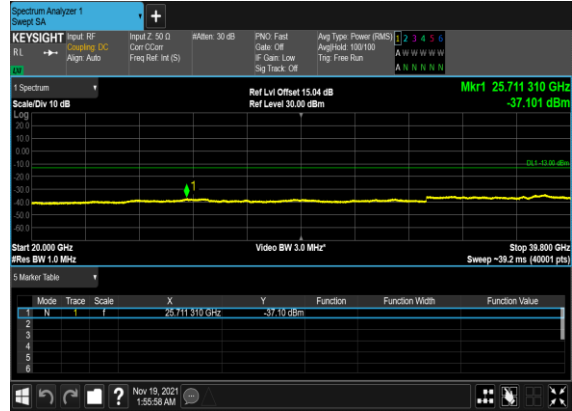 Spectrum Analyzer 1
Swept SA
+
KEYSIGHT Input: RF Input Z: 50 Ω #Atten: 30 dB PNO: Fast Avg Type: Power (RMS) 1 2 3 4 5 6
RL Coupling: DC Corr CCorr Gate: Off Avg|Hold: 100/100 A W W W W W
Align: Auto Freq Ref: Int (S) IF Gain: Low Trig: Free Run
LW Sig Track: Off A N N N N N
1 Spectrum Ref Lvl Offset 15.04 dB Mkr1 25.711 310 GHz
Scale/Div 10 dB Ref Level 30.00 dBm -37.101 dBm
Log
20.0
10.0
0.00
-10.0
DL1 -13.00 dBm
-20.0
-30.0
1
-40.0
-50.0
-60.0
Start 20.000 GHz Video BW 3.0 MHz* Stop 39.800 GHz
#Res BW 1.0 MHz Sweep ~39.2 ms (40001 pts)
5 Marker Table
Mode Trace Scale X Y Function Function Width Function Value
1 N 1 f 25.711 310 GHz -37.10 dBm
2
3
4
5
6
? Nov 19, 2021
1:55:58 AM